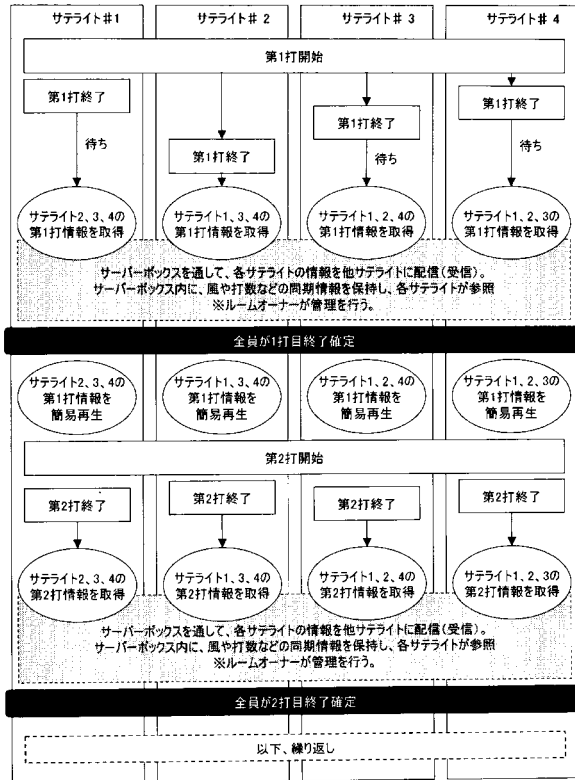 サテライト＃1
サテライト＃ 2
サテライト＃ 3
サテライト＃ 4
第1打開始
第1打終了
第1打終了
第1打終了
第1打終了
待ち
待ち
待ち
サテライト2、3、4の
第1打情報を取得
サテライト1、3、4の
第1打情報を取得
サテライト1、2、4の
第1打情報を取得
サテライト1、2、3の
第1打情報を取得
サーバーボックスを通して、各サテライトの情報を他サテライトに配信(受信)。
サーバーボックス内に、風や打数などの同期情報を保持し、各サテライトが参照
※ルームオーナーが管理を行う。
全員が1打目終了確定
サテライト2、3、4の
第1打情報を
簡易再生
サテライト1、3、4の
第1打情報を
簡易再生
サテライト1、2、4の
第1打情報を
簡易再生
サテライト1、2、3の
第1打情報を
簡易再生
第2打開始
第2打終了
第2打終了
第2打終了
第2打終了
サテライト2、3、4の
第2打情報を取得
サテライト1、3、4の
第2打情報を取得
サテライト1、2、4の
第2打情報を取得
サテライト1、2、3の
第2打情報を取得
サーバーボックスを通して、各サテライトの情報を他サテライトに配信(受信)。
サーバーボックス内に、風や打数などの同期情報を保持し、各サテライトが参照
※ルームオーナーが管理を行う。
全員が2打目終了確定
以下、繰り返し